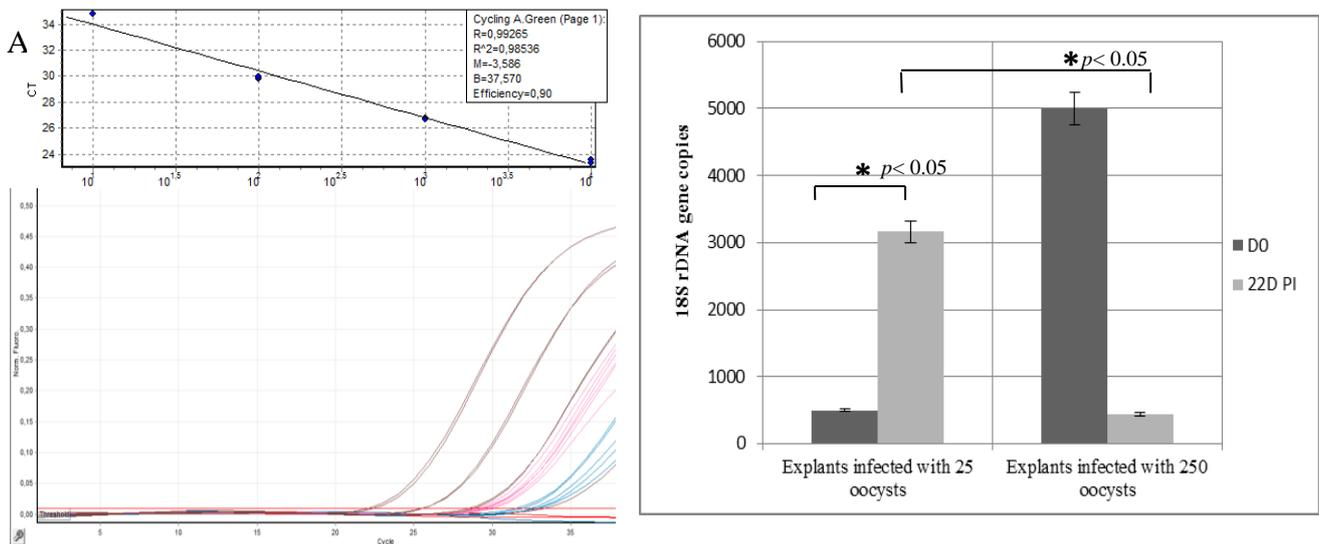 A
Cycling A.Green (Page 1):
R=0,99265
R^2=0,98536
M=-3,586
B=37,570
Efficiency=0,90
CT
34
32
30
28
26
24
10
10^1.5
10^2
10^2.5
10^3
10^3.5
10
Norm. Fluoro.
0,50
0,45
0,40
0,35
0,30
0,25
0,20
0,15
0,10
0,05
0,00
Threshold
5
10
15
20
25
30
35
Cycle
18S rDNA gene copies
6000
5000
4000
3000
2000
1000
0
* p< 0.05
* p< 0.05
D0
22D PI
Explants infected with 25
oocysts
Explants infected with 250
oocysts